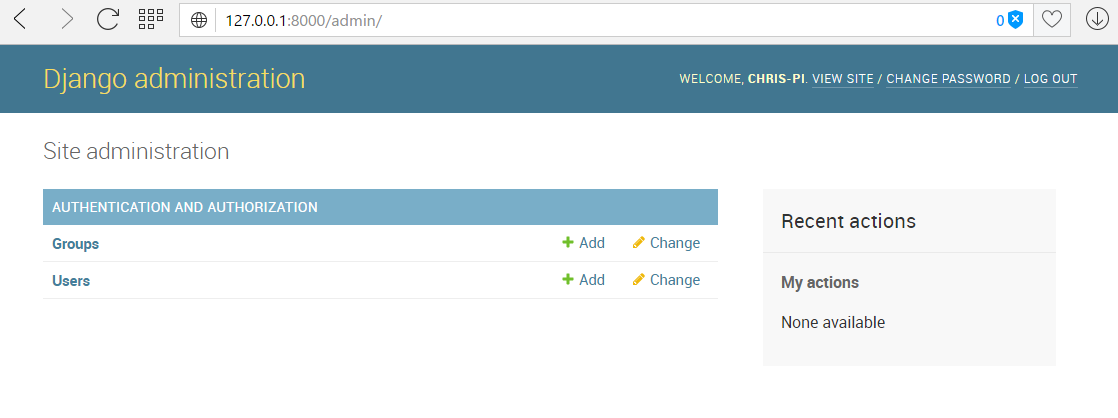 127.0.0.1:8000/admin/ 0
Django administration
WELCOME, CHRIS-PI. VIEW SITE / CHANGE PASSWORD / LOG OUT
Site administration
AUTHENTICATION AND AUTHORIZATION
Groups Add Change
Users Add Change
Recent actions
My actions
None available